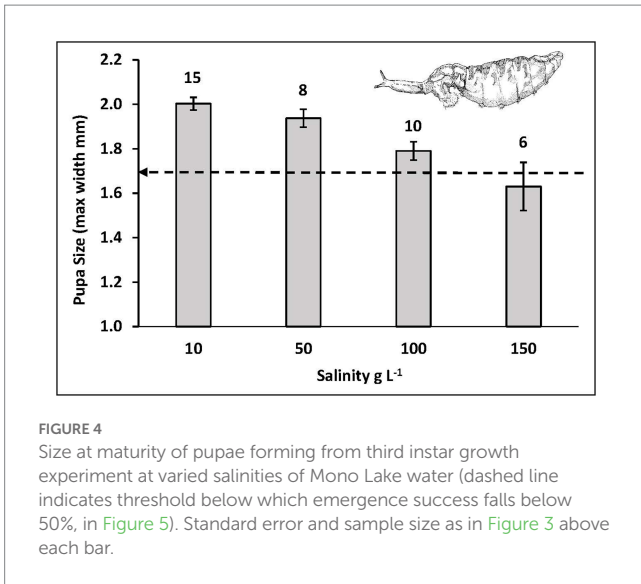 2.2
2.0
1.8
1.6
1.4
1.2
1.0
Pupa Size (max width mm)
15
8
10
6
10 50 100 150
Salinity g L⁻¹
FIGURE 4
Size at maturity of pupae forming from third instar growth
experiment at varied salinities of Mono Lake water (dashed line
indicates threshold below which emergence success falls below
50%, in Figure 5). Standard error and sample size as in Figure 3 above
each bar.